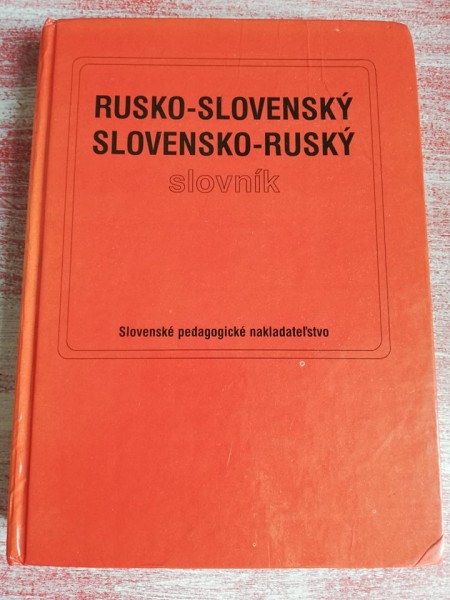 RUSKO-SLOVENSKÝ
SLOVENSKO-RUSKÝ
slovník
Slovenské pedagogické nakladateľstvo